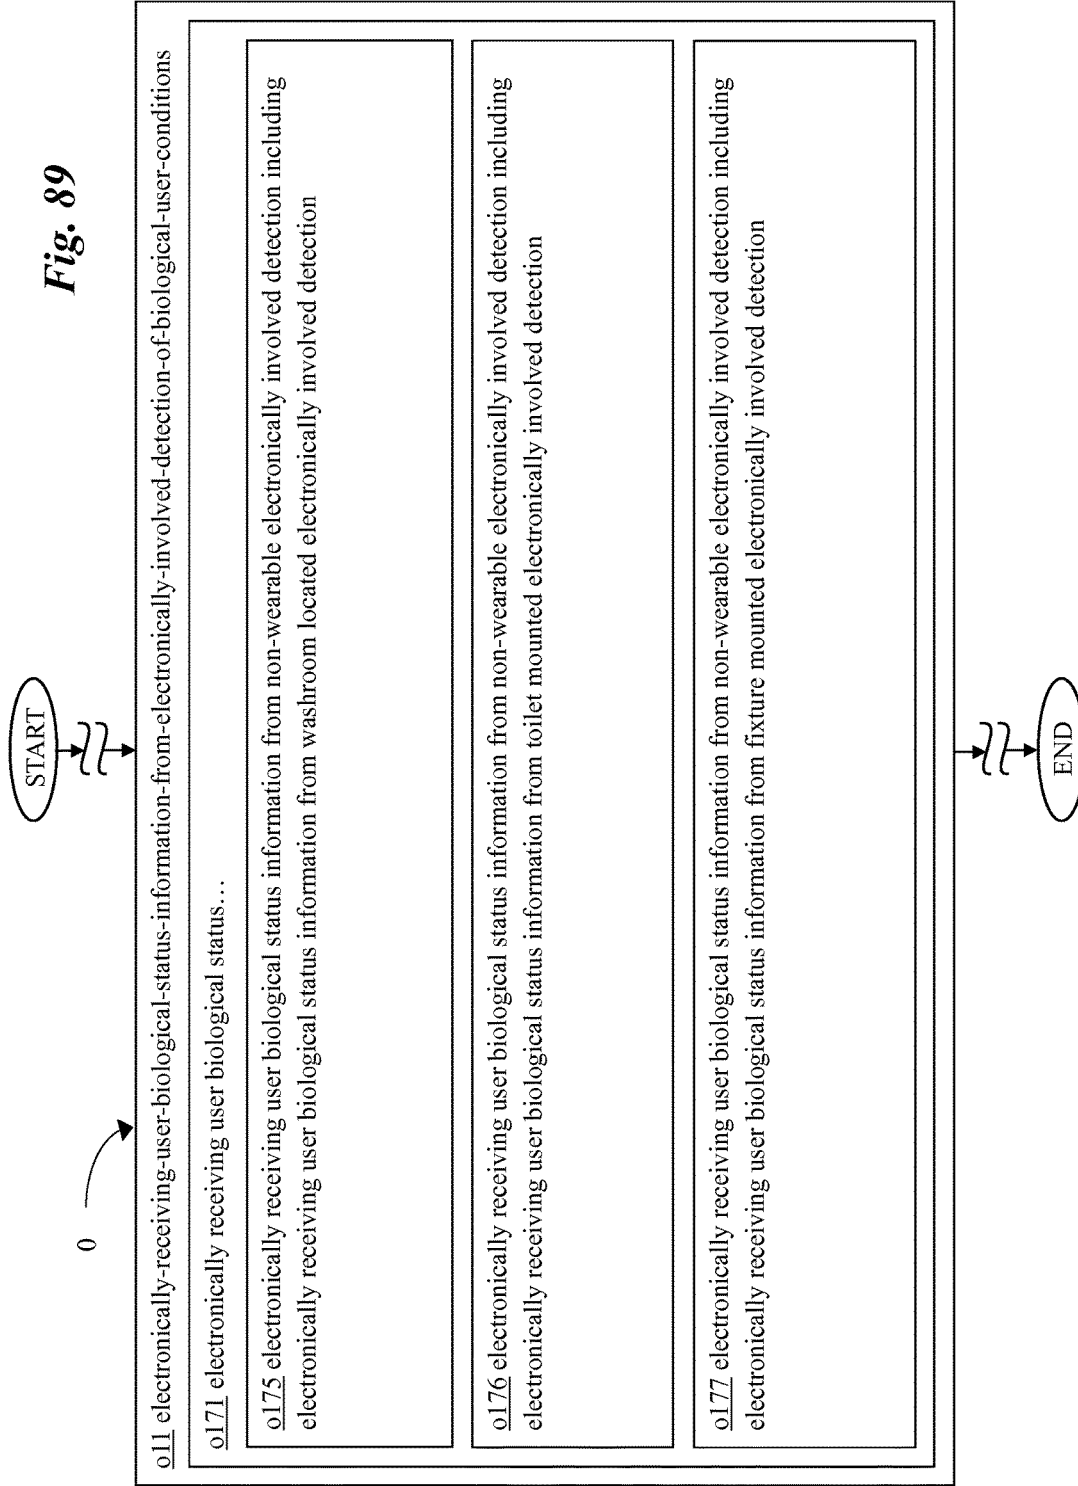 Fig. 89
START
0
o11 electronically-receiving-user-biological-status-information-from-electronically-involved-detection-of-biological-user-conditions
o171 electronically receiving user biological status…
o175 electronically receiving user biological status information from non-wearable electronically involved detection including
electronically receiving user biological status information from washroom located electronically involved detection
o176 electronically receiving user biological status information from non-wearable electronically involved detection including
electronically receiving user biological status information from toilet mounted electronically involved detection
o177 electronically receiving user biological status information from non-wearable electronically involved detection including
electronically receiving user biological status information from fixture mounted electronically involved detection
END